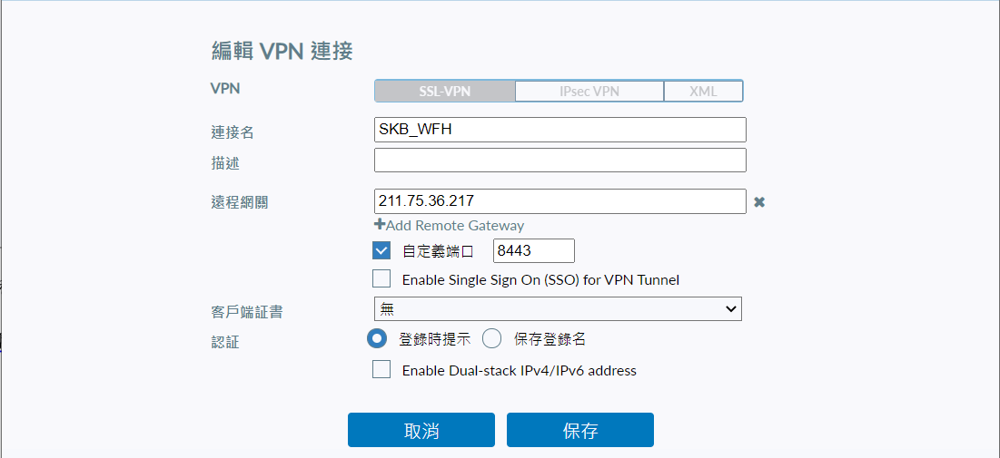 編輯 VPN 連接
VPN SSL-VPN IPsec VPN XML
連接名 SKB_WFH
描述
遠程網關 211.75.36.217
Add Remote Gateway
自定義端口 8443
Enable Single Sign On (SSO) for VPN Tunnel
客戶端証書 無
認証 登錄時提示 保存登錄名
Enable Dual-stack IPv4/IPv6 address
取消 保存